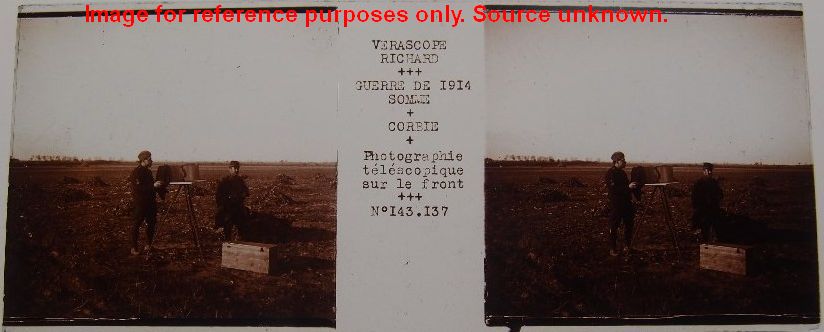 Image for reference purposes only. Source unknown.
VERASCOPE
RICHARD
+++
GUERRE DE 1914
SOMME
+
CORBIE
+
Photographie
téléscopique
sur le front
+++
N°143.137